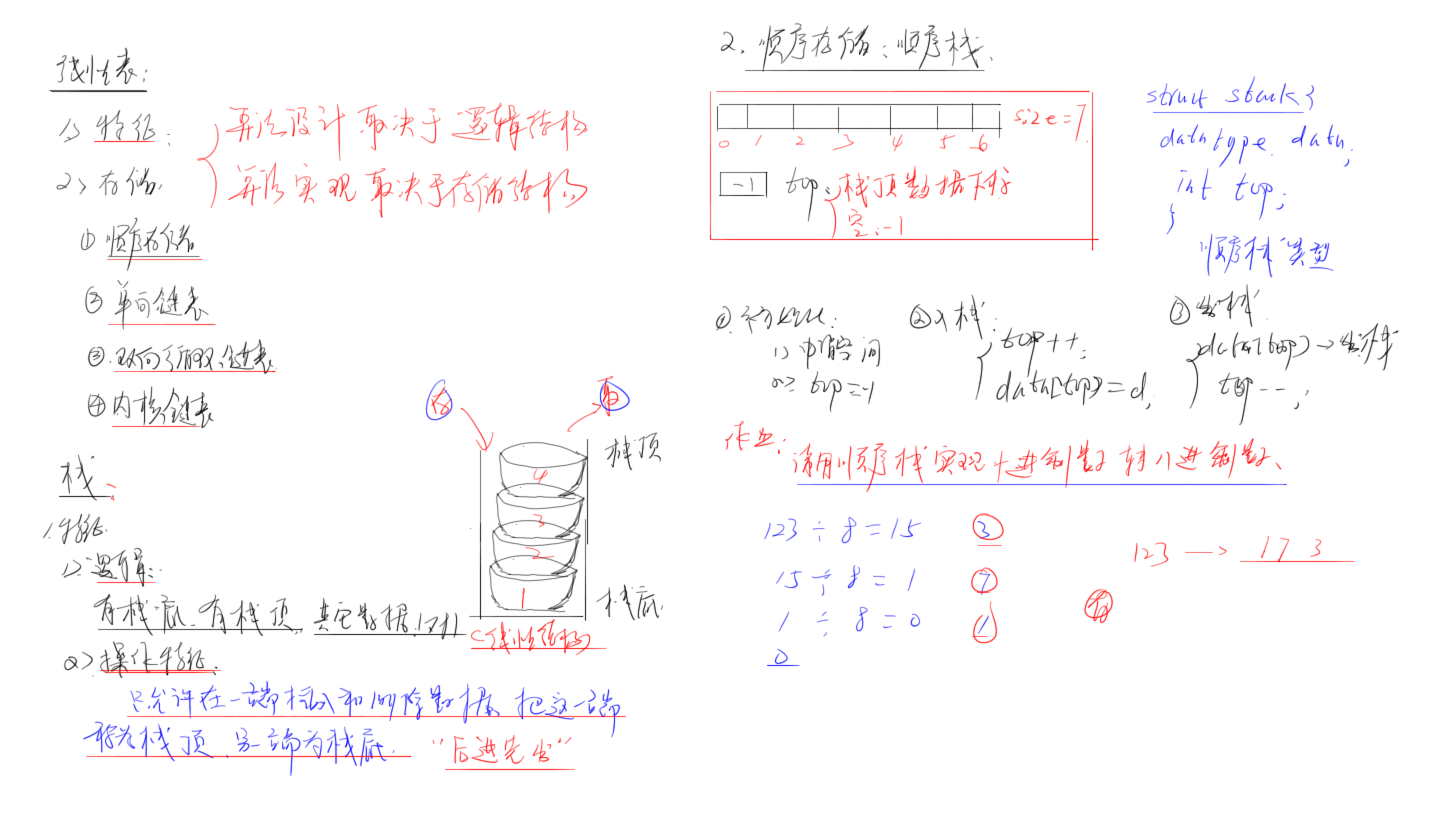 线性表:
1> 特征:
算法设计 取决于 逻辑结构
2> 存储.
算法实现 取决于存储结构
① 顺序存储
② 单向链表
③ 双向循环链表
④ 内核链表
栈:
1.特征.
1> 逻辑:
有栈底.有栈顶. 其它数据1对1
<线性结构>
2> 操作特征.
只允许在一端插入和删除数据, 把这一端
称为栈顶, 另一端为栈底. "后进先出"
存
取
栈顶
4
3
2
1
栈底
2. 顺序存储: 顺序栈.
size=7
0 1 2 3 4 5 6
-1 top: 栈顶数据下标
空:-1
struct stack {
datatype data;
int top;
}
"顺序栈"类型
①初始化:
1> 申请空间
2> top=-1
②入栈:
top++;
data[top]=d;
③出栈.
data[top]→出栈
top--;
作业:
请用顺序栈实现十进制数转八进制数、
123 ÷ 8 = 15 3
15 ÷ 8 = 1 7
1 ÷ 8 = 0 1
0
存
123 → 1 7 3